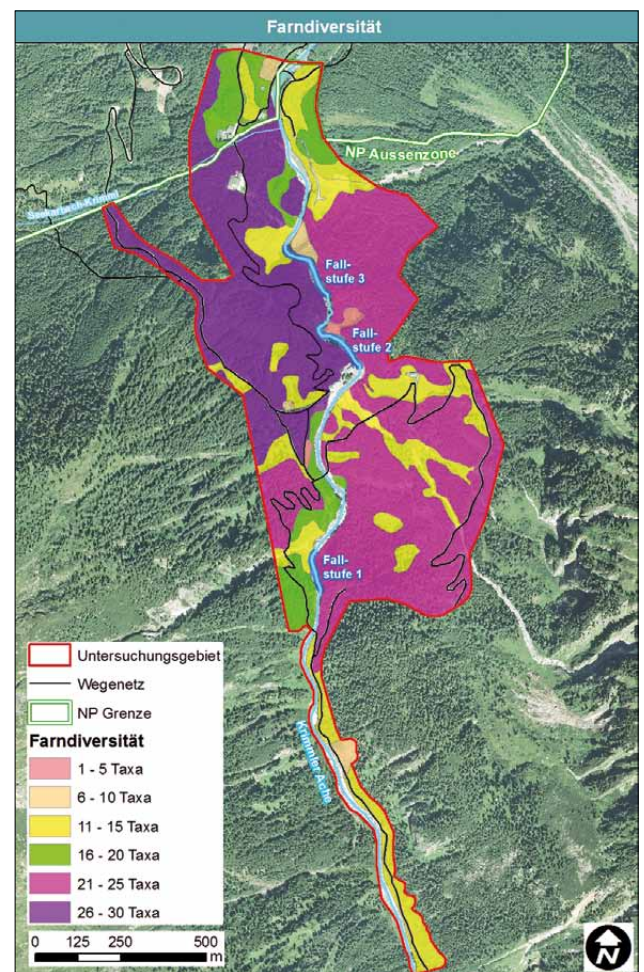 Farndiversität
NP Aussenzone
Seekarbach-Krimml
Fall-
stufe 3
Fall-
stufe 2
Fall-
stufe 1
Krimmler Ache
Untersuchungsgebiet
Wegenetz
NP Grenze
Farndiversität
1 - 5 Taxa
6 - 10 Taxa
11 - 15 Taxa
16 - 20 Taxa
21 - 25 Taxa
26 - 30 Taxa
0 125 250 500
m
N